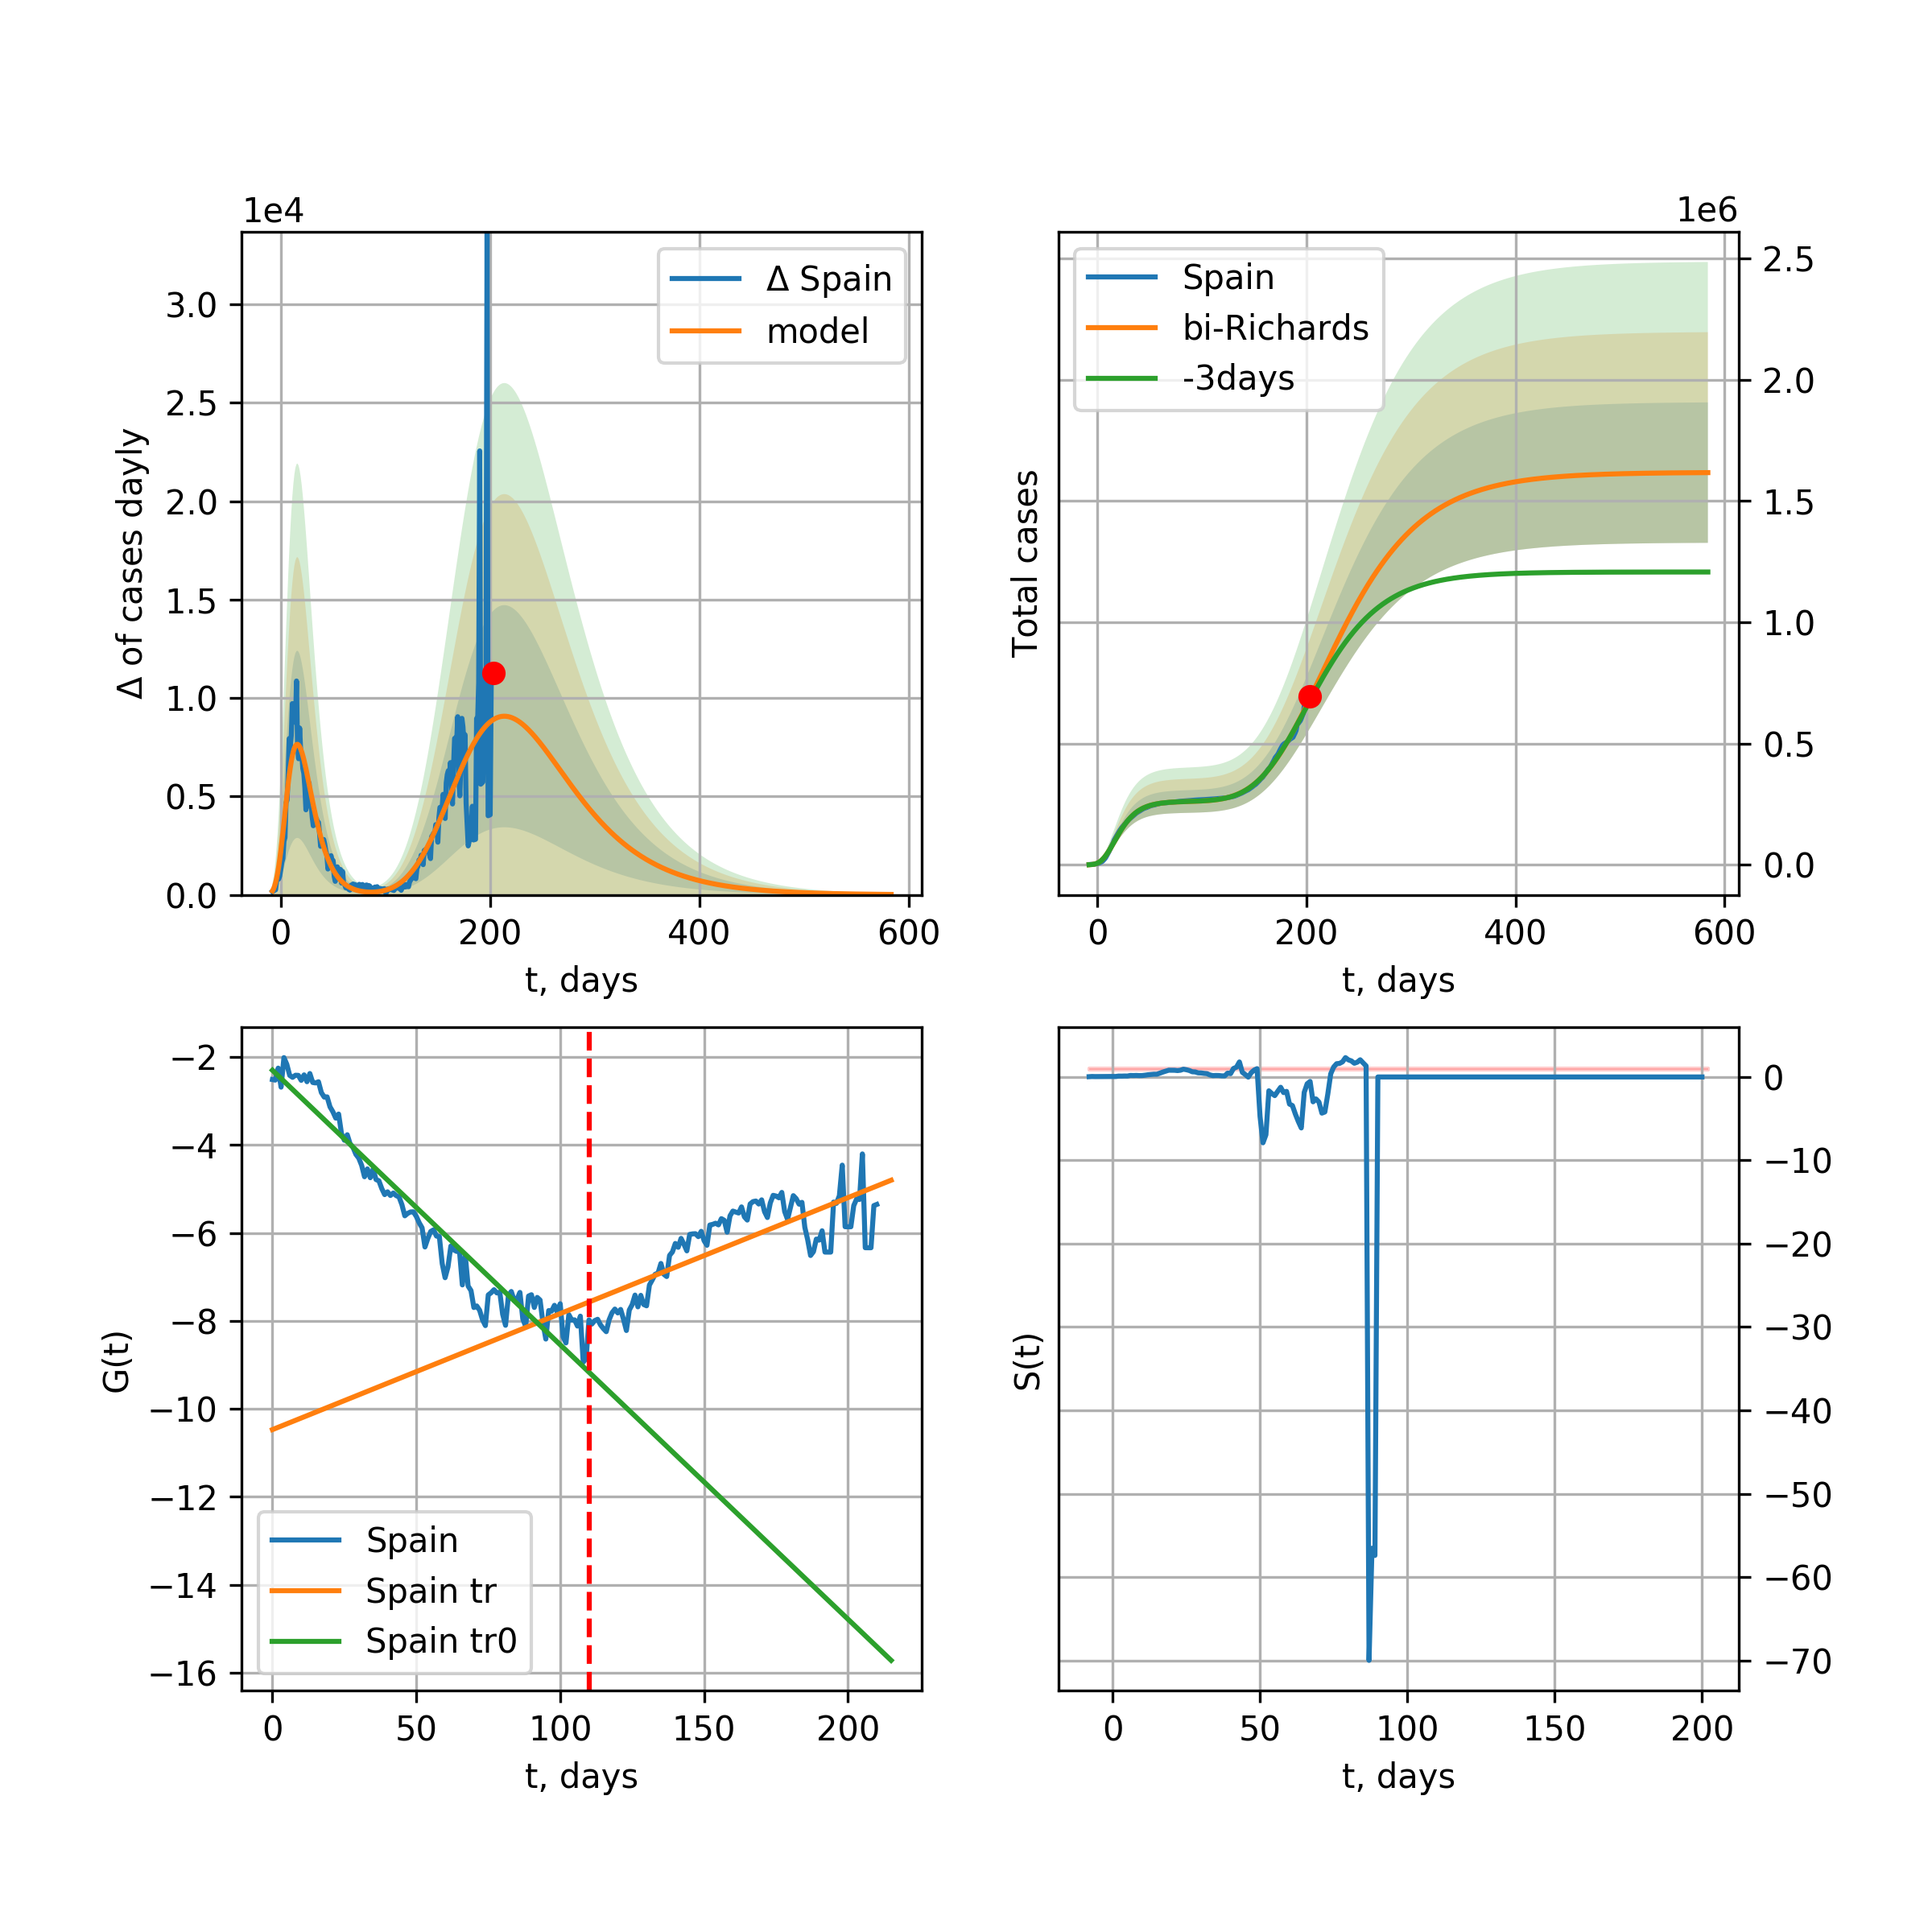 1e4
3.0
2.5
2.0
1.5
1.0
0.5
0.0
Δ of cases dayly
Δ Spain
model
0 200 400 600
t, days
1e6
2.5
2.0
1.5
1.0
0.5
0.0
Total cases
Spain
bi-Richards
-3days
0 200 400 600
t, days
−2
−4
−6
−8
−10
−12
−14
−16
G(t)
Spain
Spain tr
Spain tr0
0 50 100 150 200
t, days
0
−10
−20
−30
−40
−50
−60
−70
S(t)
0 50 100 150 200
t, days